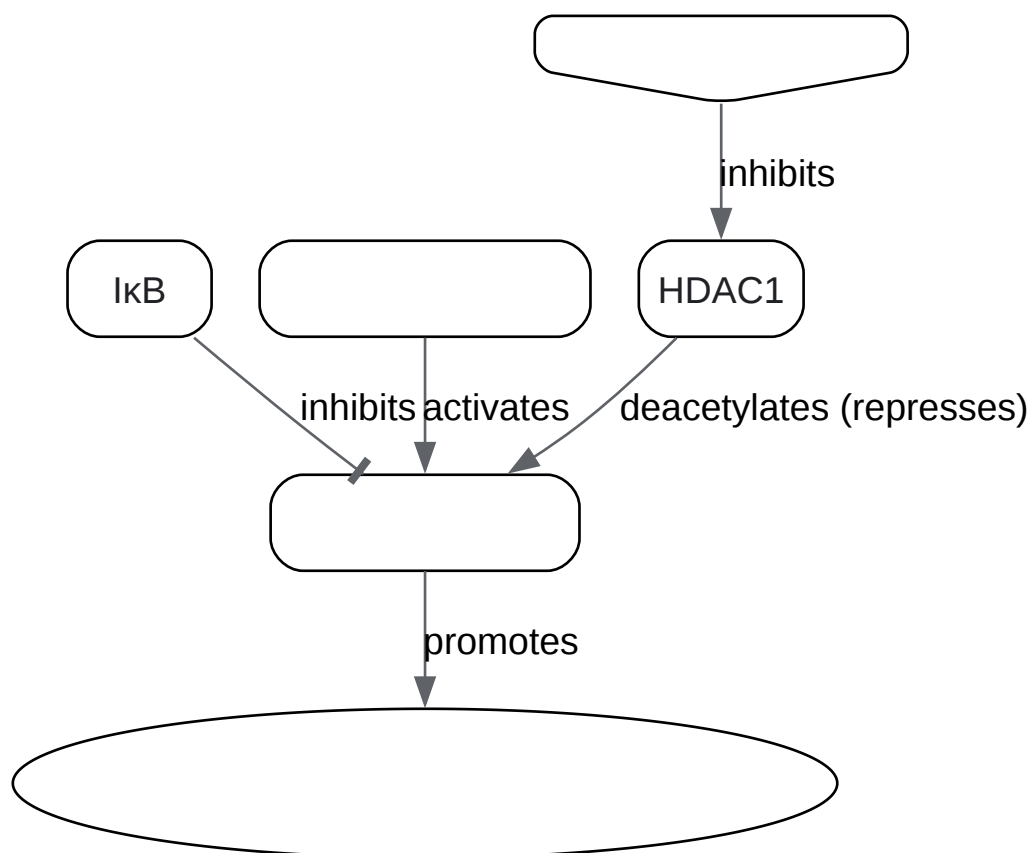 inhibits
IκB
HDAC1
inhibits
activates
deacetylates (represses)
promotes